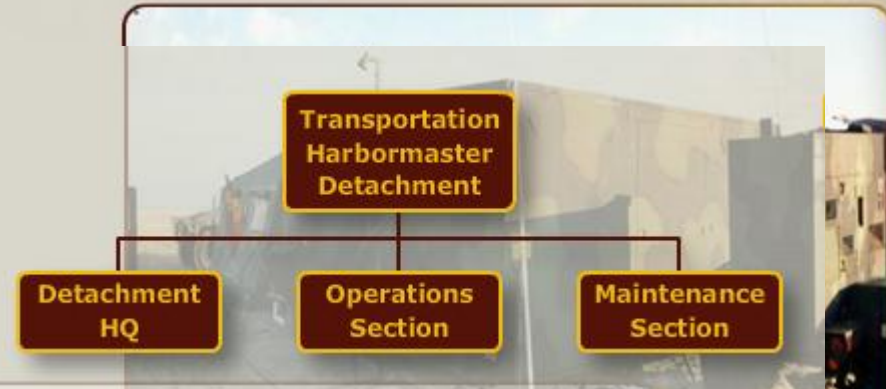 Transportation
Harbormaster
Detachment
Detachment
HQ
Operations
Section
Maintenance
Section